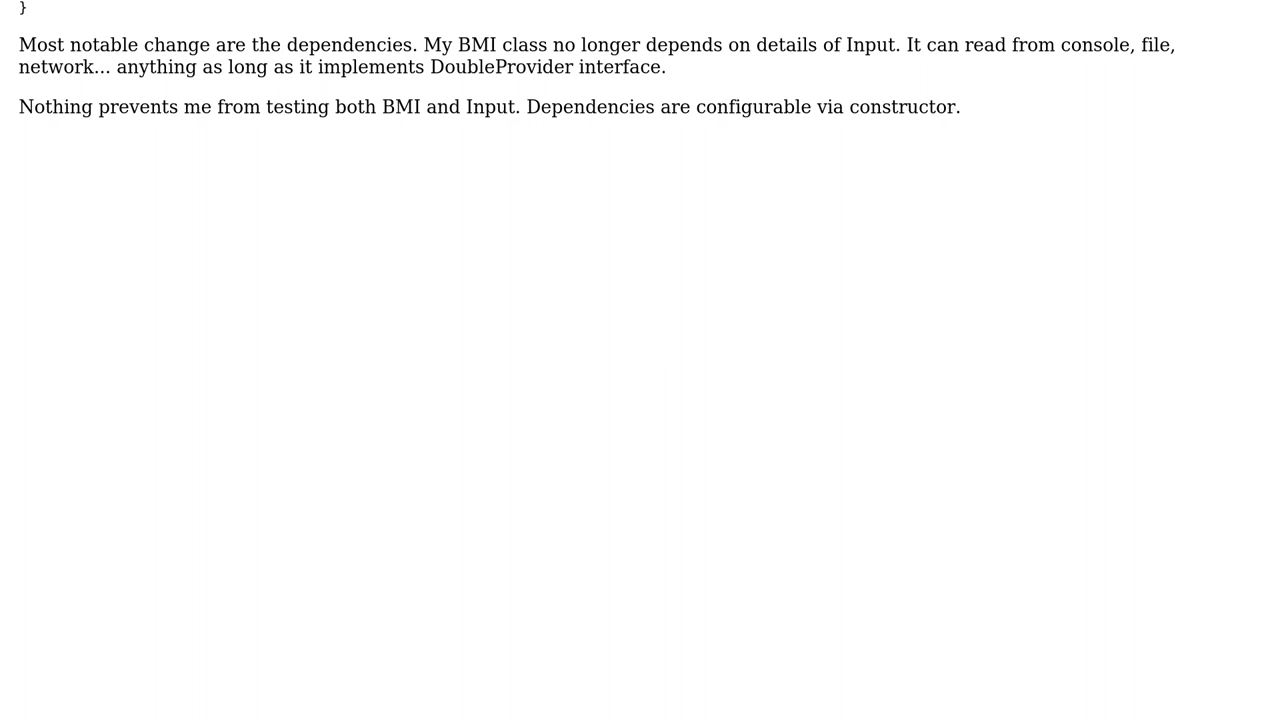 }
Most notable change are the dependencies. My BMI class no longer depends on details of Input. It can read from console, file,
network... anything as long as it implements DoubleProvider interface.
Nothing prevents me from testing both BMI and Input. Dependencies are configurable via constructor.